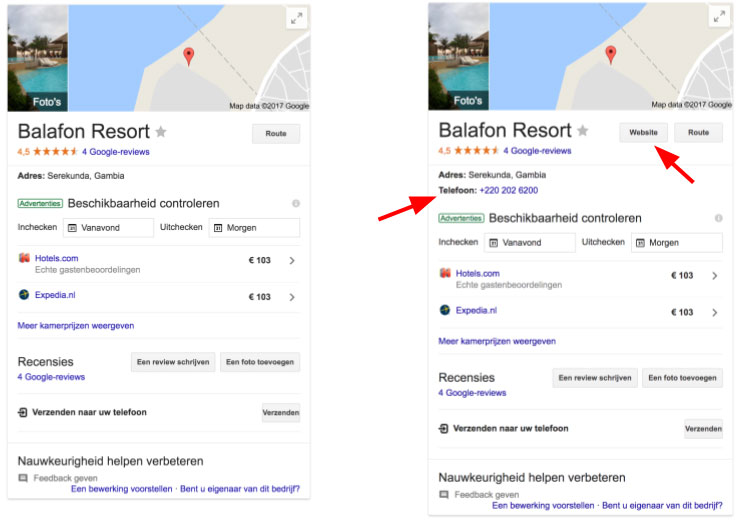 Foto's
Map data ©2017 Google
Balafon Resort
Route
4,5 4 Google-reviews
Adres: Serekunda, Gambia
Advertenties Beschikbaarheid controleren
Inchecken 31 Vanavond Uitchecken 31 Morgen
Hotels.com € 103
Echte gastenbeoordelingen
Expedia.nl € 103
Meer kamerprijzen weergeven
Recensies Een review schrijven Een foto toevoegen
4 Google-reviews
Verzenden naar uw telefoon Verzenden
Nauwkeurigheid helpen verbeteren
Feedback geven
Een bewerking voorstellen · Bent u eigenaar van dit bedrijf?
Foto's
Map data ©2017 Google
Balafon Resort
Website Route
4,5 4 Google-reviews
Adres: Serekunda, Gambia
Telefoon: +220 202 6200
Advertenties Beschikbaarheid controleren
Inchecken 31 Vanavond Uitchecken 31 Morgen
Hotels.com € 103
Echte gastenbeoordelingen
Expedia.nl € 103
Meer kamerprijzen weergeven
Recensies Een review schrijven Een foto toevoegen
4 Google-reviews
Verzenden naar uw telefoon Verzenden
Nauwkeurigheid helpen verbeteren
Feedback geven
Een bewerking voorstellen · Bent u eigenaar van dit bedrijf?